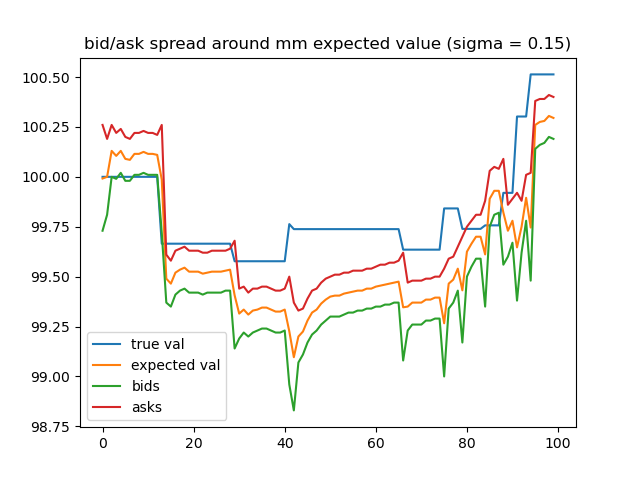 bid/ask spread around mm expected value (sigma = 0.15)
100.50
100.25
100.00
99.75
99.50
99.25
99.00
98.75
true val
expected val
bids
asks
0 20 40 60 80 100